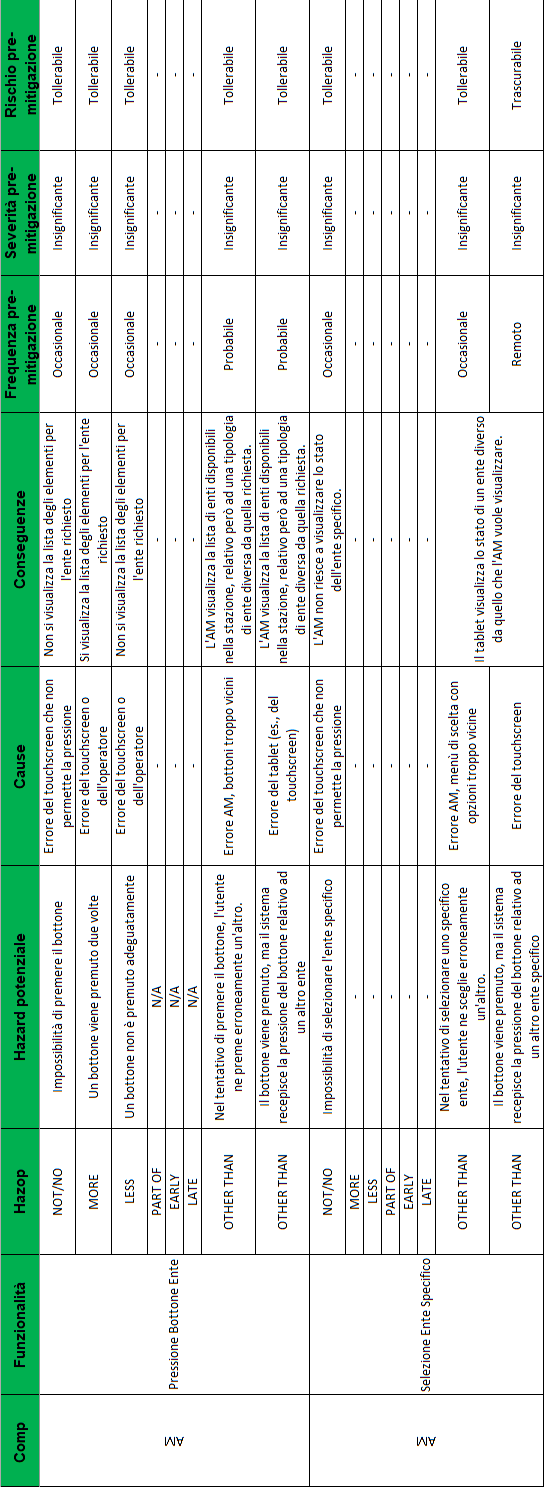 Comp
Funzionalità
Hazop
Hazard potenziale
Cause
Conseguenze
Frequenza pre-
mitigazione
Severità pre-
mitigazione
Rischio pre-
mitigazione
AM
Pressione Bottone Ente
NOT/NO
Impossibilità di premere il bottone
Errore del touchscreen che non
permette la pressione
Non si visualizza la lista degli elementi per
l'ente richiesto
Occasionale
Insignificante
Tollerabile
MORE
Un bottone viene premuto due volte
Errore del touchscreen o
dell'operatore
Si visualizza la lista degli elementi per l'ente
richiesto
Occasionale
Insignificante
Tollerabile
LESS
Un bottone non è premuto adeguatamente
Errore del touchscreen o
dell'operatore
Non si visualizza la lista degli elementi per
l'ente richiesto
Occasionale
Insignificante
Tollerabile
PART OF
N/A
-
-
-
-
-
EARLY
N/A
-
-
-
-
-
LATE
N/A
-
-
-
-
-
OTHER THAN
Nel tentativo di premere il bottone, l'utente
ne preme erroneamente un'altro.
Errore AM, bottoni troppo vicini
L'AM visualizza la lista di enti disponibili
nella stazione, relativo però ad una tipologia
di ente diversa da quella richiesta.
Probabile
Insignificante
Tollerabile
OTHER THAN
Il bottone viene premuto, ma il sistema
recepisce la pressione del bottone relativo ad
un altro ente
Errore del tablet (es., del
touchscreen)
L'AM visualizza la lista di enti disponibili
nella stazione, relativo però ad una tipologia
di ente diversa da quella richiesta.
Probabile
Insignificante
Tollerabile
AM
Selezione Ente Specifico
NOT/NO
Impossibilità di selezionare l'ente specifico
Errore del touchscreen che non
permette la pressione
L'AM non riesce a visualizzare lo stato
dell'ente specifico.
Occasionale
Insignificante
Tollerabile
MORE
-
-
-
-
-
-
LESS
-
-
-
-
-
-
PART OF
-
-
-
-
-
-
EARLY
-
-
-
-
-
-
LATE
-
-
-
-
-
-
OTHER THAN
Nel tentativo di selezionare uno specifico
ente, l'utente ne sceglie erroneamente
un'altro.
Errore AM, menù di scelta con
opzioni troppo vicine
Il tablet visualizza lo stato di un ente diverso
da quello che l'AM vuole visualizzare.
Occasionale
Insignificante
Tollerabile
OTHER THAN
Il bottone viene premuto, ma il sistema
recepisce la pressione del bottone relativo ad
un altro ente specifico
Errore del touchscreen
Remoto
Insignificante
Trascurabile